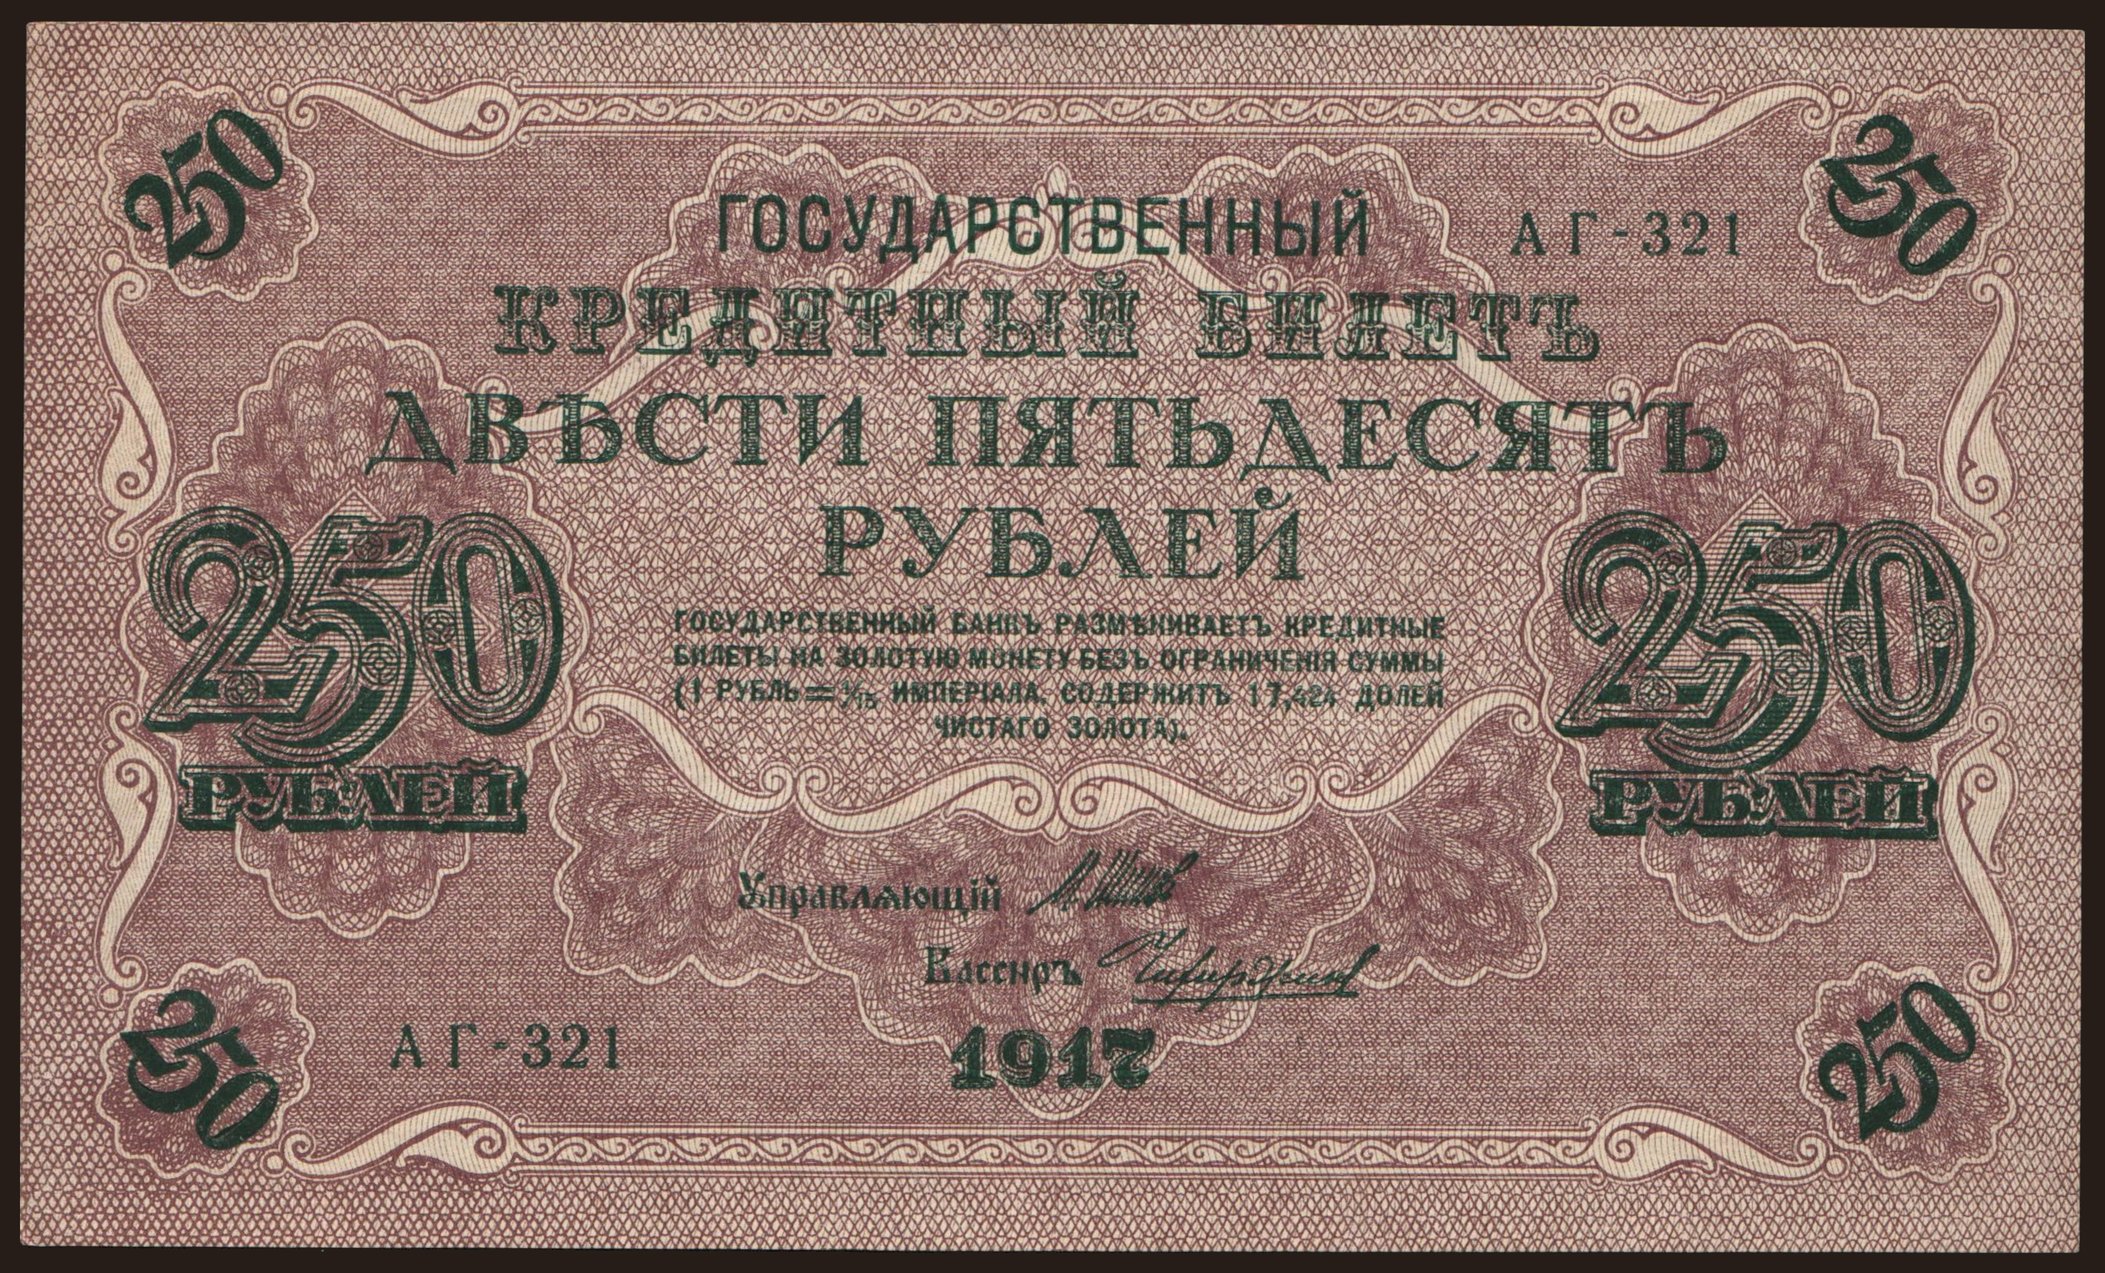 250
250
ГОСУДАРСТВЕННЫЙ
АГ-321
КРЕДИТНЫЙ БИЛЕТЪ
ДВѢСТИ ПЯТЬДЕСЯТЪ
РУБЛЕЙ
250
250
ГОСУДАРСТВЕННЫЙ БАНКЪ РАЗМѢНИВАЕТЪ КРЕДИТНЫЕ
БИЛЕТЫ НА ЗОЛОТУЮ МОНЕТУ БЕЗЪ ОГРАНИЧЕНІЯ СУММЫ
(1 РУБЛЬ = 1/15 ИМПЕРІАЛА, СОДЕРЖИТЪ 17,424 ДОЛЕЙ
ЧИСТАГО ЗОЛОТА).
РУБЛЕЙ
РУБЛЕЙ
Управляющій
Кассиръ
АГ-321
1917
250
250